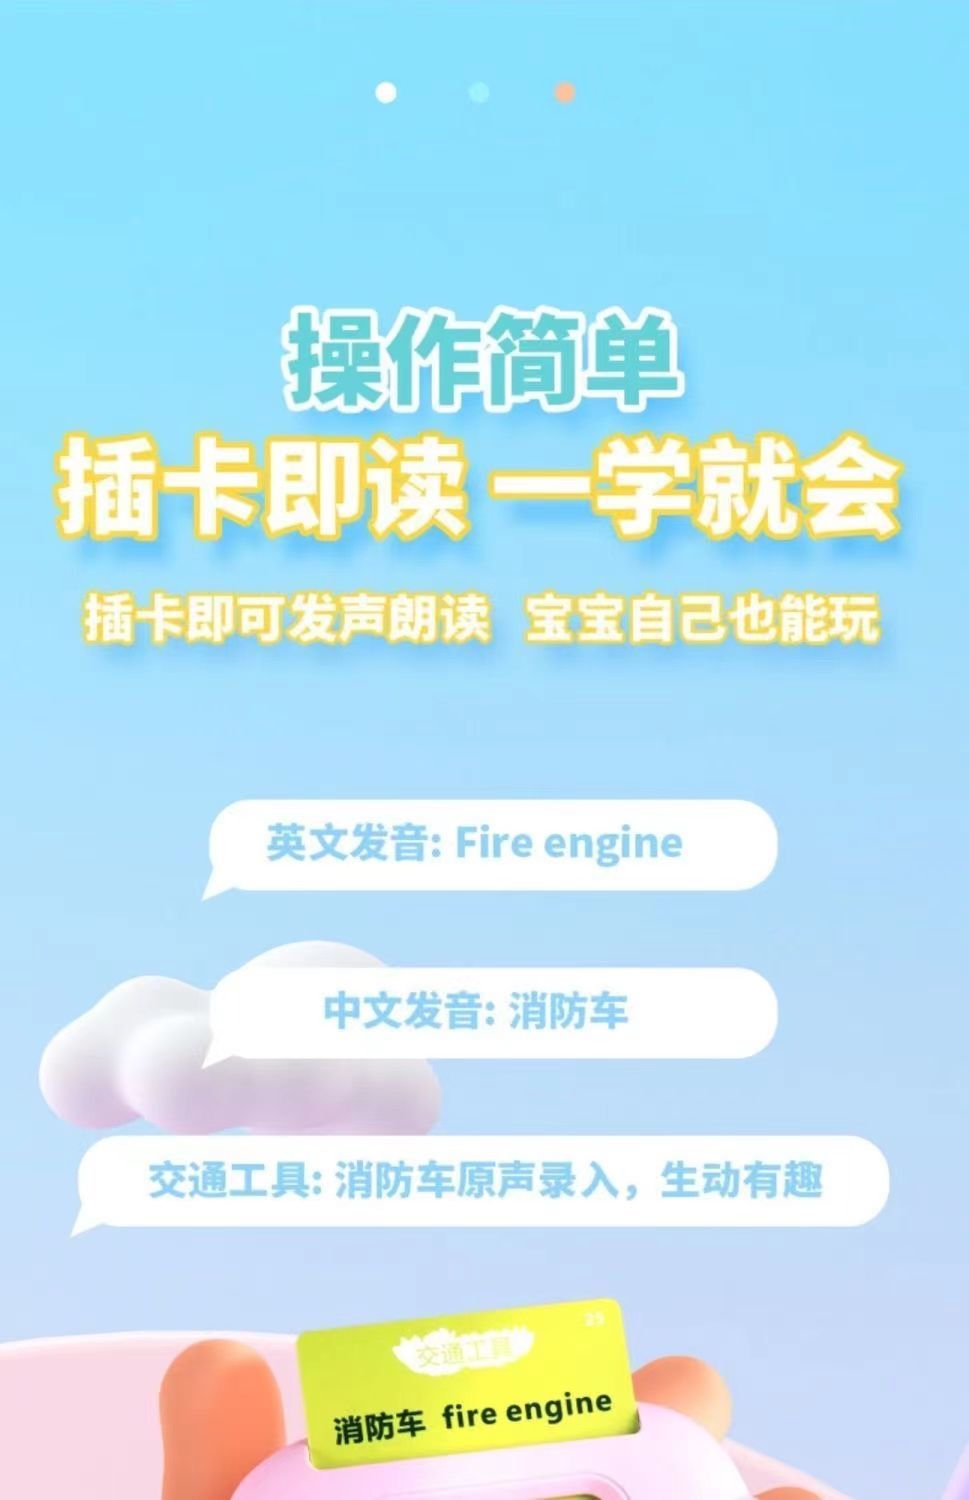 操作简单
插卡即读 一学就会
插卡即可发声朗读 宝宝自己也能玩
英文发音: Fire engine
中文发音: 消防车
交通工具: 消防车原声录入，生动有趣
25
交通工具
消防车 fire engine